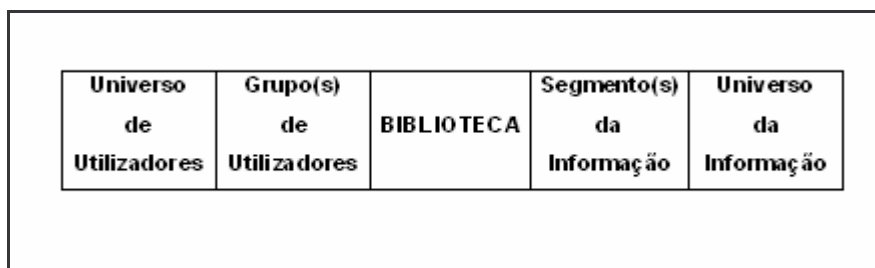 Universo
de
Utilizadores
Grupo(s)
de
Utilizadores
BIBLIOTECA
Segmento(s)
da
Informação
Universo
da
Informação